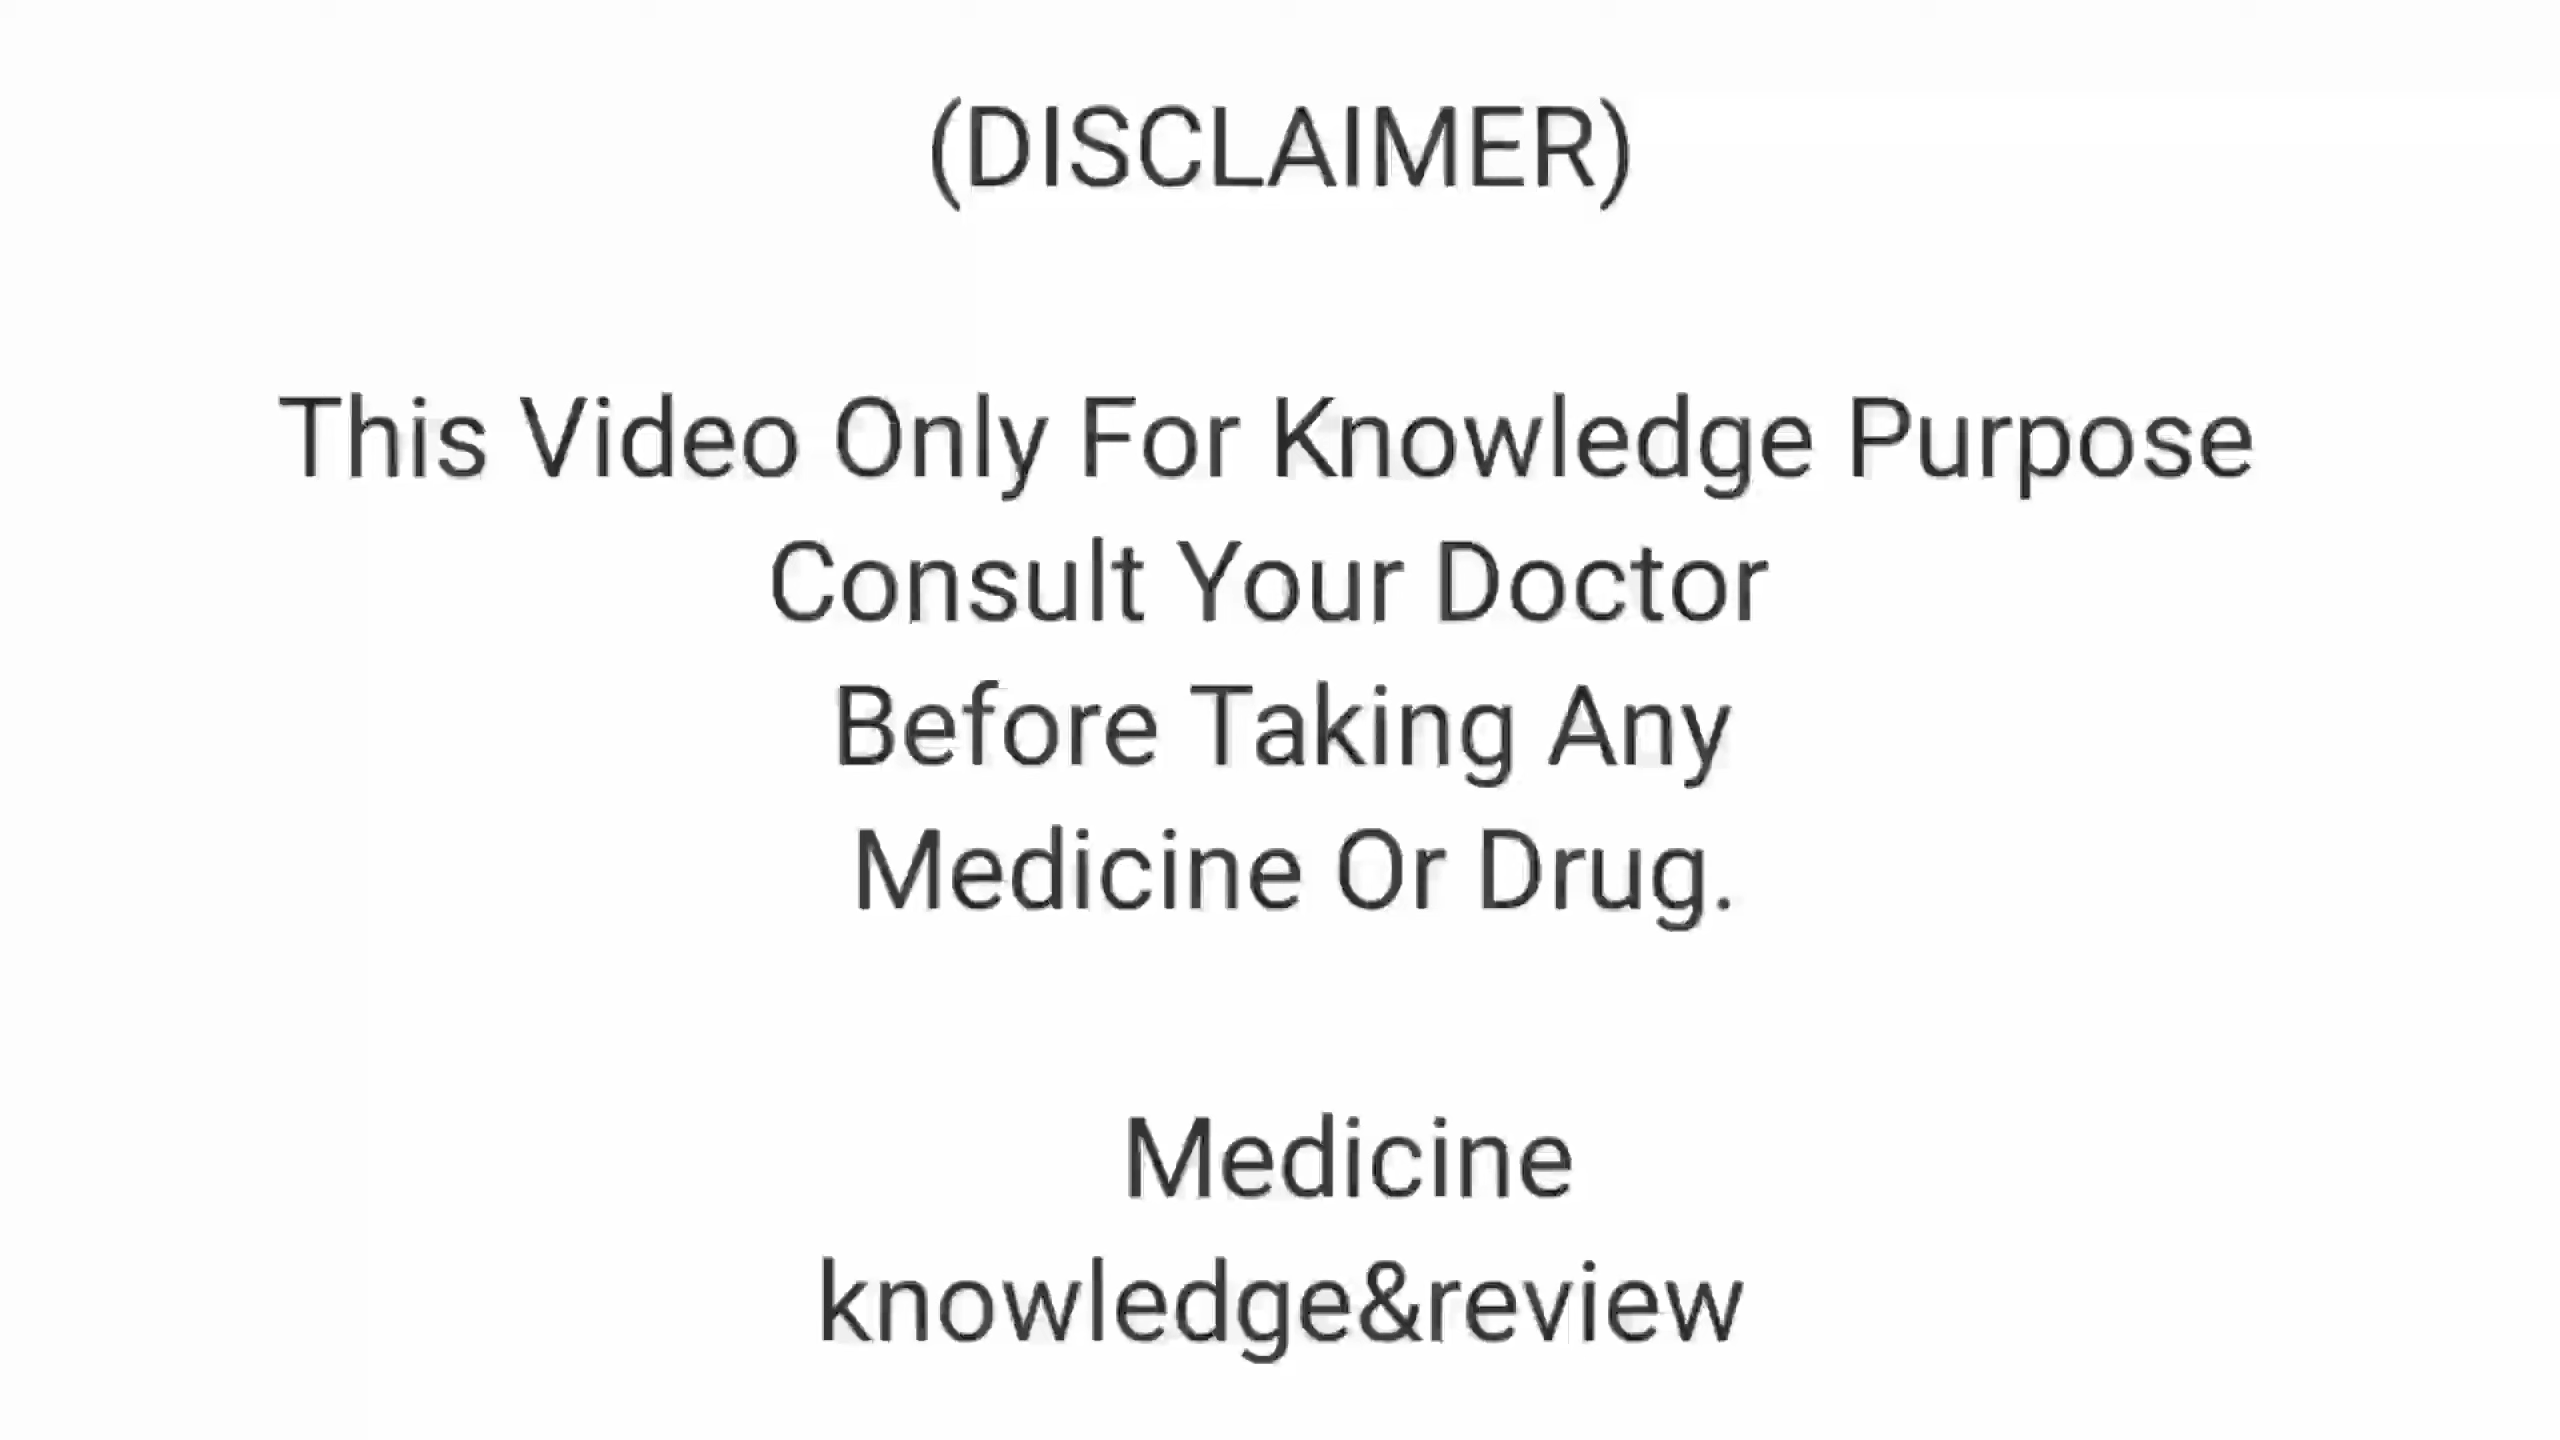 (DISCLAIMER)
This Video Only For Knowledge Purpose
Consult Your Doctor
Before Taking Any
Medicine Or Drug.
Medicine
knowledge&review